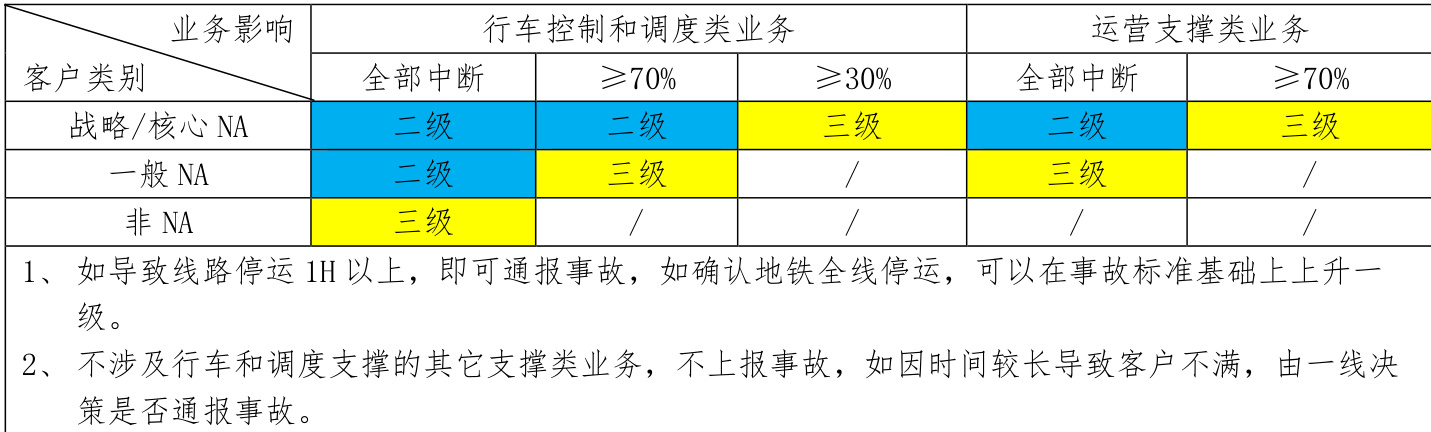 业务影响 行车控制和调度类业务 运营支撑类业务
客户类别 全部中断 ≥70% ≥30% 全部中断 ≥70%
战略/核心 NA 二级 二级 三级 二级 三级
一般 NA 二级 三级 / 三级 /
非 NA 三级 / / / /
1、 如导致线路停运 1H 以上，即可通报事故，如确认地铁全线停运，可以在事故标准基础上上升一
级。
2、 不涉及行车和调度支撑的其它支撑类业务，不上报事故，如因时间较长导致客户不满，由一线决
策是否通报事故。